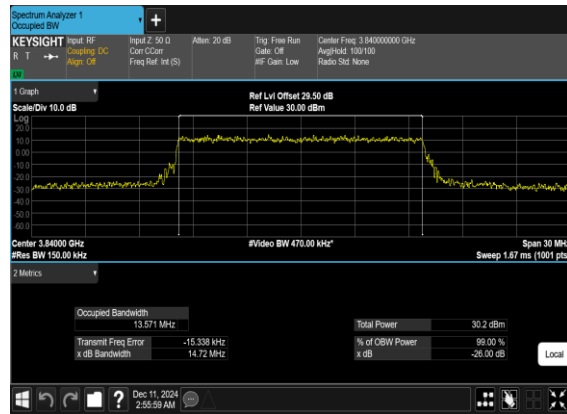 Spectrum Analyzer 1
Occupied BW
+
KEYSIGHT Input: RF Input Z: 50 Ω Atten: 20 dB Trig: Free Run Center Freq: 3.840000000 GHz
R T Coupling: DC Corr CCorr Gate: Off Avg|Hold: 100/100
Align: Off Freq Ref: Int (S) #IF Gain: Low Radio Std: None
1 Graph
Ref Lvl Offset 29.50 dB
Scale/Div 10.0 dB Ref Value 30.00 dBm
Log
20.0
10.0
0.00
-10.0
-20.0
-30.0
-40.0
-50.0
-60.0
Center 3.84000 GHz #Video BW 470.00 kHz* Span 30 MHz
#Res BW 150.00 kHz Sweep 1.67 ms (1001 pts
2 Metrics
Occupied Bandwidth
13.571 MHz Total Power 30.2 dBm
Transmit Freq Error -15.338 kHz % of OBW Power 99.00 %
x dB Bandwidth 14.72 MHz x dB -26.00 dB
Local
? Dec 11, 2024
2:55:59 AM